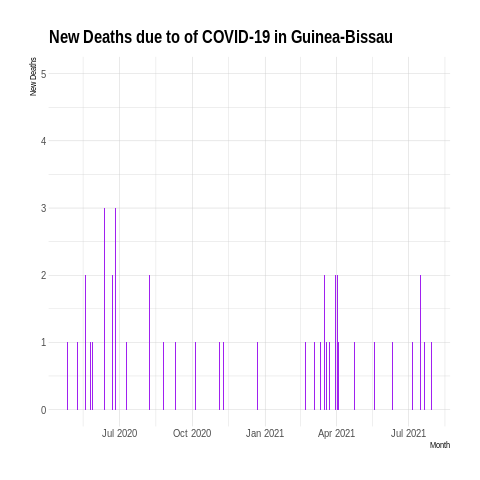 New Deaths due to of COVID-19 in Guinea-Bissau
New Deaths
5
4
3
2
1
0
Jul 2020 Oct 2020 Jan 2021 Apr 2021 Jul 2021
Month